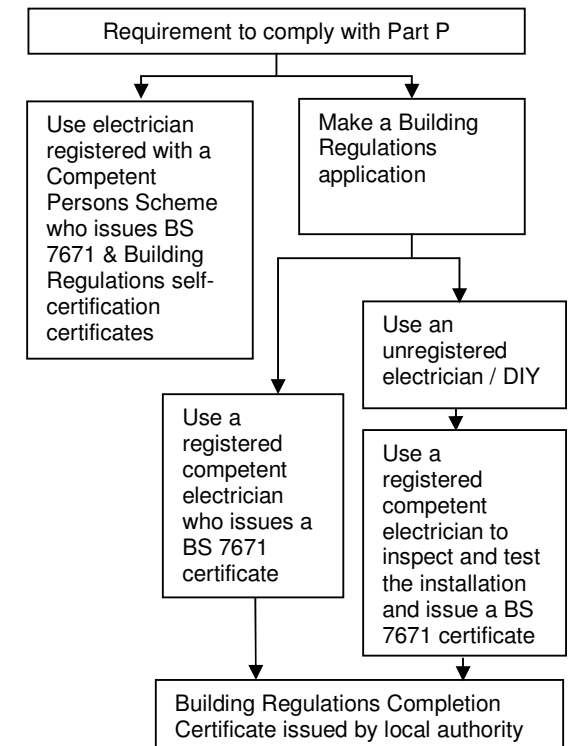 Requirement to comply with Part P
Use electrician
registered with a
Competent
Persons Scheme
who issues BS
7671 & Building
Regulations self-
certification
certificates
Make a Building
Regulations
application
Use an
unregistered
electrician / DIY
Use a
registered
competent
electrician
who issues a
BS 7671
certificate
Use a
registered
competent
electrician to
inspect and test
the installation
and issue a BS
7671 certificate
Building Regulations Completion
Certificate issued by local authority